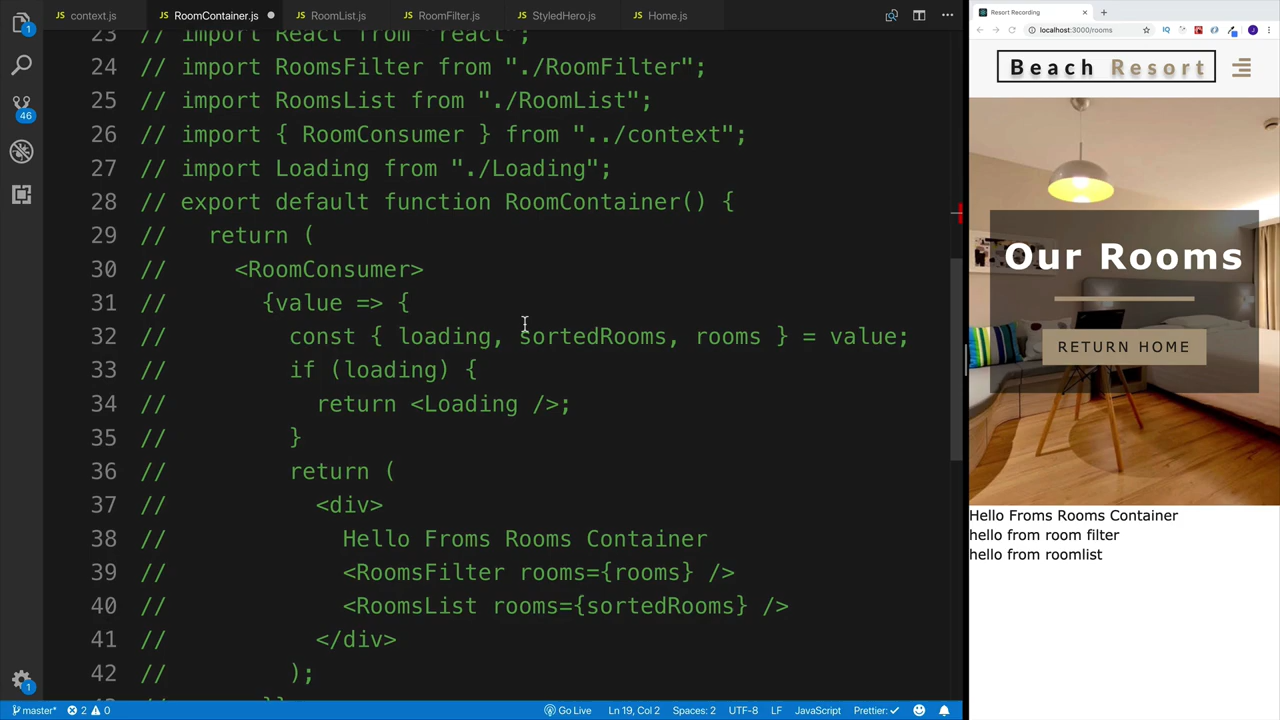 context.js
RoomContainer.js
RoomList.js
RoomFilter.js
StyledHero.js
Home.js
23 // import React from "react";
24 // import RoomsFilter from "./RoomFilter";
25 // import RoomsList from "./RoomList";
26 // import { RoomConsumer } from "../context";
27 // import Loading from "./Loading";
28 // export default function RoomContainer() {
29 //   return (
30 //     <RoomConsumer>
31 //       {value => {
32 //         const { loading, sortedRooms, rooms } = value;
33 //         if (loading) {
34 //           return <Loading />;
35 //         }
36 //         return (
37 //           <div>
38 //             Hello Froms Rooms Container
39 //             <RoomsFilter rooms={rooms} />
40 //             <RoomsList rooms={sortedRooms} />
41 //           </div>
42 //         );
//       }}
1
46
1
master* 2 0
Go Live
Ln 19, Col 2
Spaces: 2
UTF-8
LF
JavaScript
Prettier: ✓
Resort Recording
localhost:3000/rooms
IQ
J
Beach Resort
Our Rooms
RETURN HOME
Hello Froms Rooms Container
hello from room filter
hello from roomlist